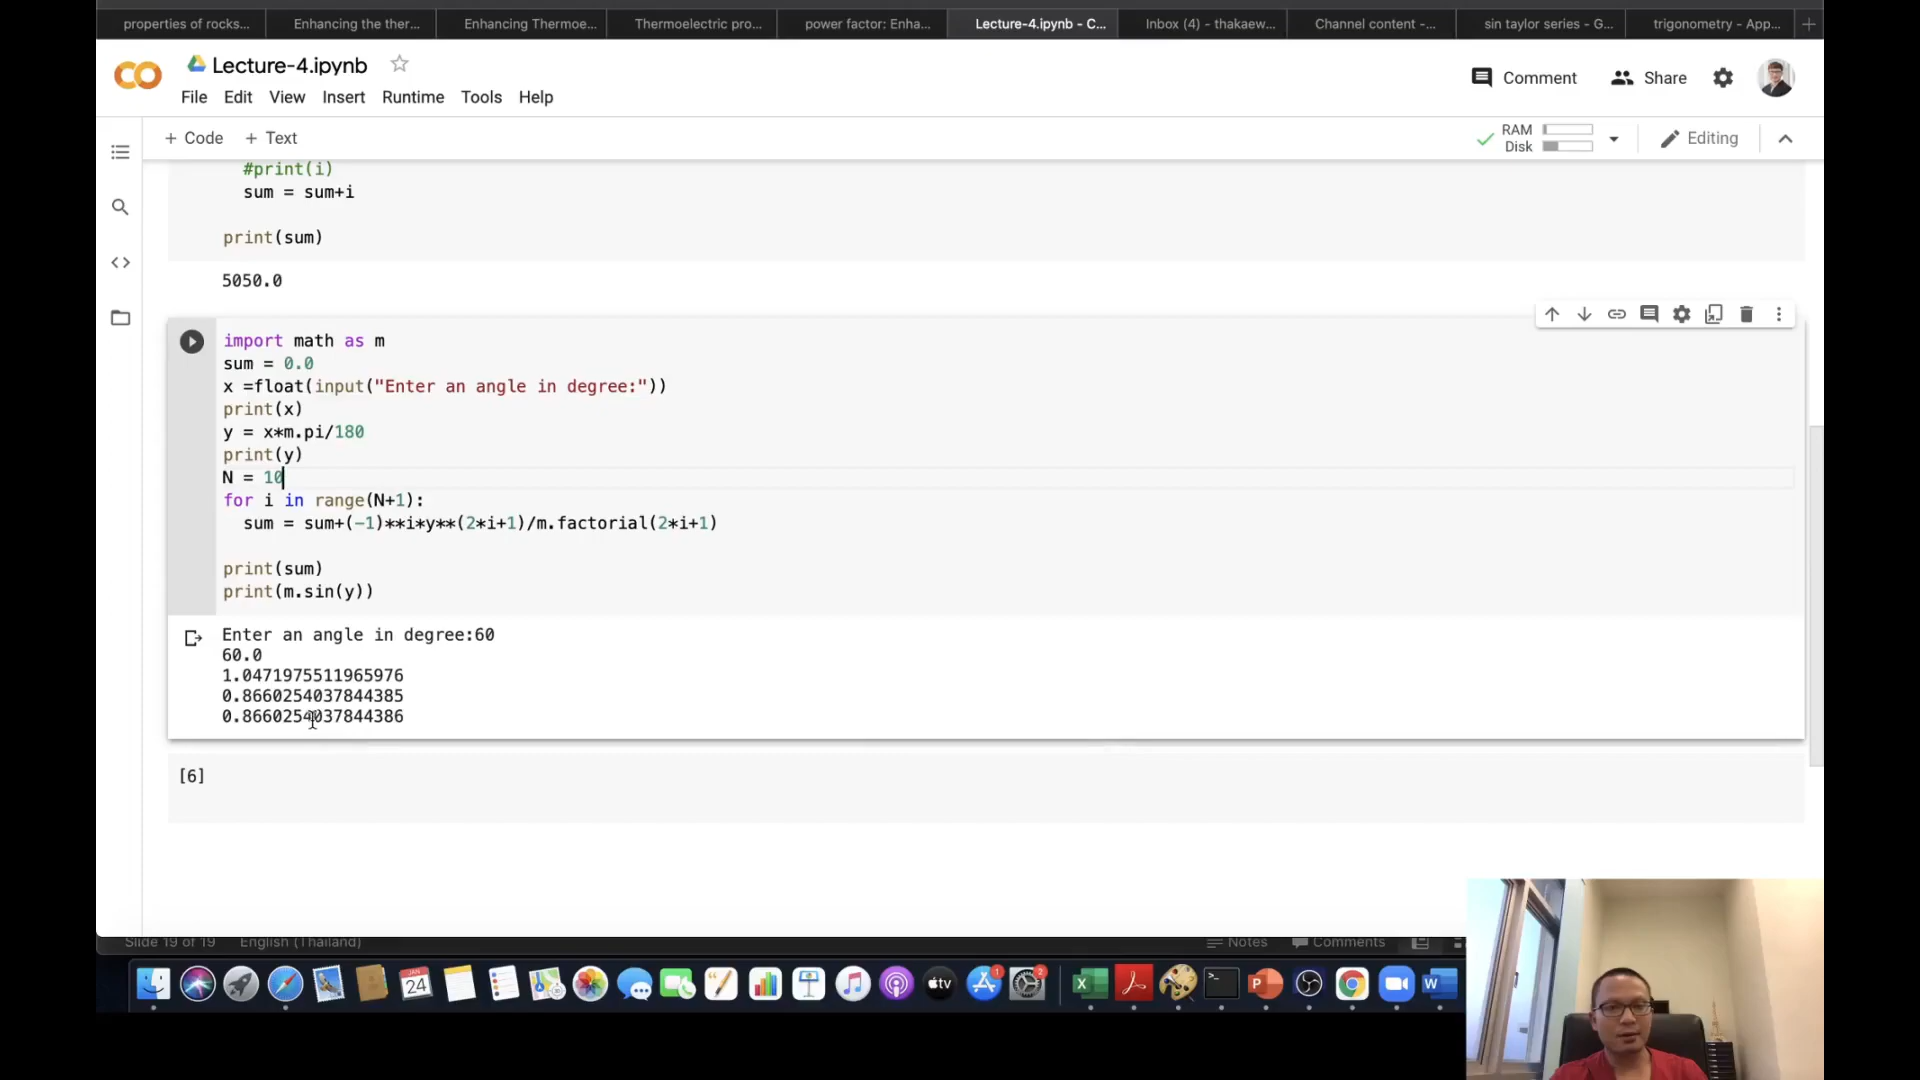 properties of rocks...
Enhancing the ther...
Enhancing Thermoe...
Thermoelectric pro...
power factor: Enha...
Lecture-4.ipynb - C...
Inbox (4) - thakaew...
Channel content -...
sin taylor series - G...
trigonometry - App...
Lecture-4.ipynb
Comment
Share
File Edit View Insert Runtime Tools Help
+ Code + Text
RAM
Disk
Editing
#print(i)
sum = sum+i
print(sum)
5050.0
import math as m
sum = 0.0
x =float(input("Enter an angle in degree:"))
print(x)
y = x*m.pi/180
print(y)
N = 10
for i in range(N+1):
sum = sum+(-1)**i*y**(2*i+1)/m.factorial(2*i+1)
print(sum)
print(m.sin(y))
Enter an angle in degree:60
60.0
1.0471975511965976
0.8660254037844385
0.8660254037844386
[6]
Slide 19 of 19 English (Thailand)
Notes Comments
JAN
24
tv
1
2
X
P
W